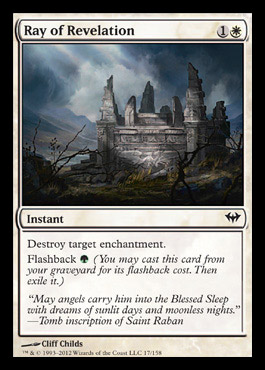 Ray of Revelation 1
Instant
Destroy target enchantment.
Flashback (You may cast this card from
your graveyard for its flashback cost. Then
exile it.)
"May angels carry him into the Blessed Sleep
with dreams of sunlit days and moonless nights."
—Tomb inscription of Saint Raban
Cliff Childs
™ & © 1993-2012 Wizards of the Coast LLC 17/158